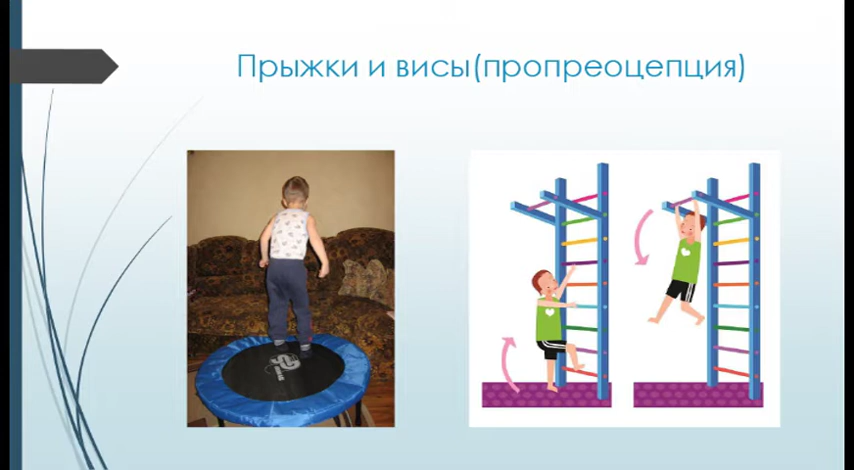 Прыжки и висы(пропреоцепция)